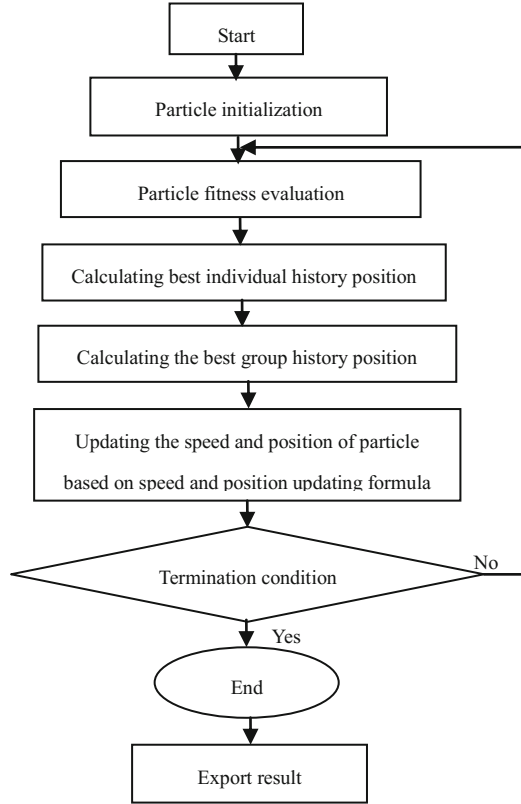 Start
Particle initialization
Particle fitness evaluation
Calculating best individual history position
Calculating the best group history position
Updating the speed and position of particle
based on speed and position updating formula
Termination condition
No
Yes
End
Export result